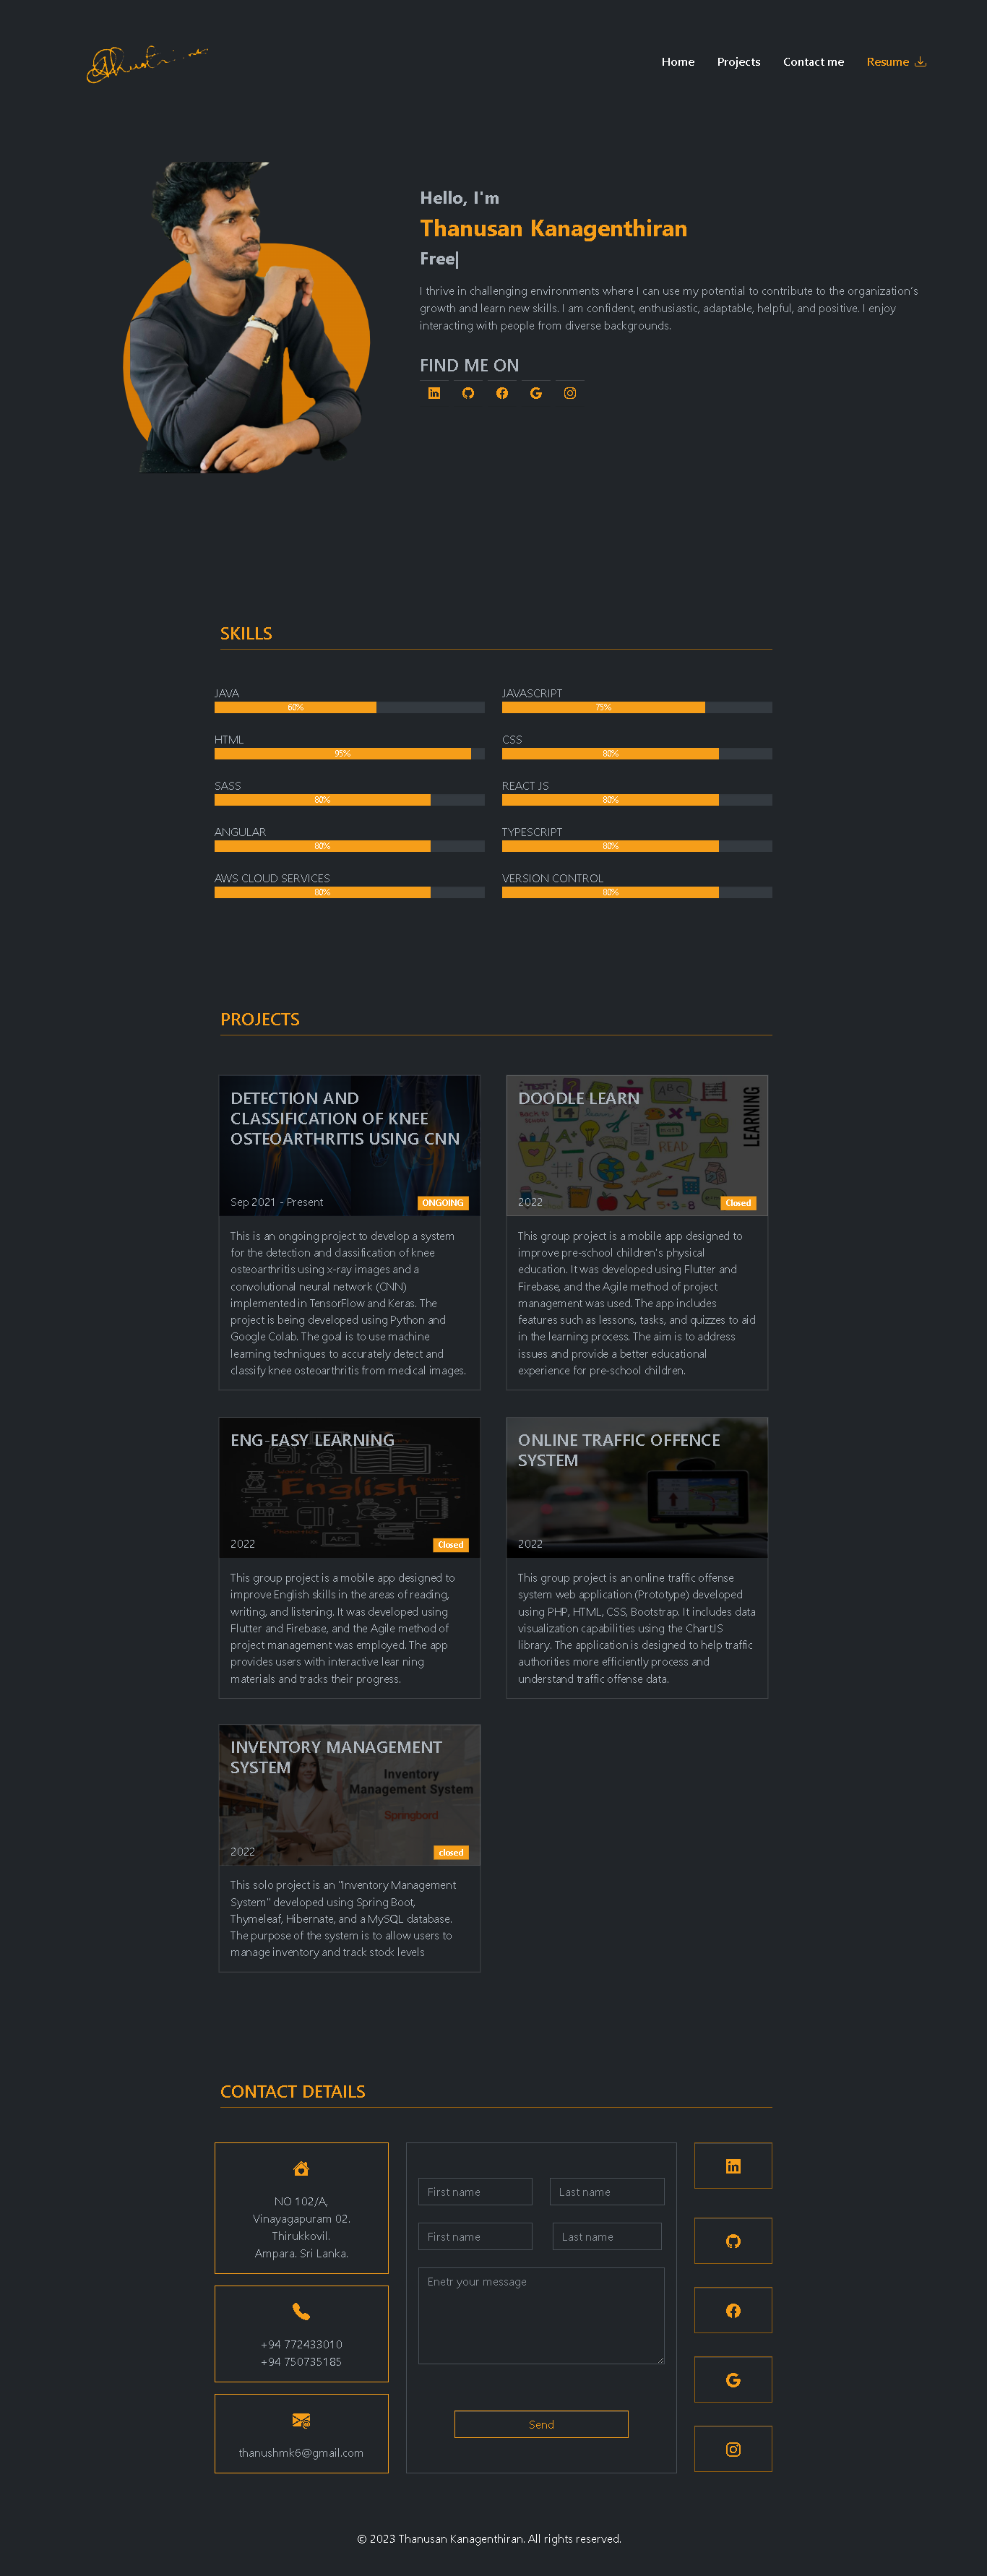 Home Projects Contact me Resume
Hello, I'm
Thanusan Kanagenthiran
Free|
I thrive in challenging environments where I can use my potential to contribute to the organization's
growth and learn new skills. I am confident, enthusiastic, adaptable, helpful, and positive. I enjoy
interacting with people from diverse backgrounds.
FIND ME ON
SKILLS
JAVA
60%
JAVASCRIPT
75%
HTML
95%
CSS
80%
SASS
80%
REACT JS
80%
ANGULAR
80%
TYPESCRIPT
80%
AWS CLOUD SERVICES
80%
VERSION CONTROL
80%
PROJECTS
DETECTION AND
CLASSIFICATION OF KNEE
OSTEOARTHRITIS USING CNN
Sep 2021 - Present
ONGOING
This is an ongoing project to develop a system
for the detection and classification of knee
osteoarthritis using x-ray images and a
convolutional neural network (CNN)
implemented in TensorFlow and Keras. The
project is being developed using Python and
Google Colab. The goal is to use machine
learning techniques to accurately detect and
classify knee osteoarthritis from medical images.
DOODLE LEARN
LEARNING
2022
Closed
This group project is a mobile app designed to
improve pre-school children's physical
education. It was developed using Flutter and
Firebase, and the Agile method of project
management was used. The app includes
features such as lessons, tasks, and quizzes to aid
in the learning process. The aim is to address
issues and provide a better educational
experience for pre-school children.
ENG-EASY LEARNING
English
2022
Closed
This group project is a mobile app designed to
improve English skills in the areas of reading,
writing, and listening. It was developed using
Flutter and Firebase, and the Agile method of
project management was employed. The app
provides users with interactive lear ning
materials and tracks their progress.
ONLINE TRAFFIC OFFENCE
SYSTEM
2022
This group project is an online traffic offense
system web application (Prototype) developed
using PHP, HTML, CSS, Bootstrap. It includes data
visualization capabilities using the ChartJS
library. The application is designed to help traffic
authorities more efficiently process and
understand traffic offense data.
INVENTORY MANAGEMENT
SYSTEM
Inventory
Management System
Springbord
2022
closed
This solo project is an "Inventory Management
System" developed using Spring Boot,
Thymeleaf, Hibernate, and a MySQL database.
The purpose of the system is to allow users to
manage inventory and track stock levels
CONTACT DETAILS
NO 102/A,
Vinayagapuram 02.
Thirukkovil.
Ampara. Sri Lanka.
+94 772433010
+94 750735185
thanushmk6@gmail.com
First name
Last name
First name
Last name
Enetr your message
Send
© 2023 Thanusan Kanagenthiran. All rights reserved.